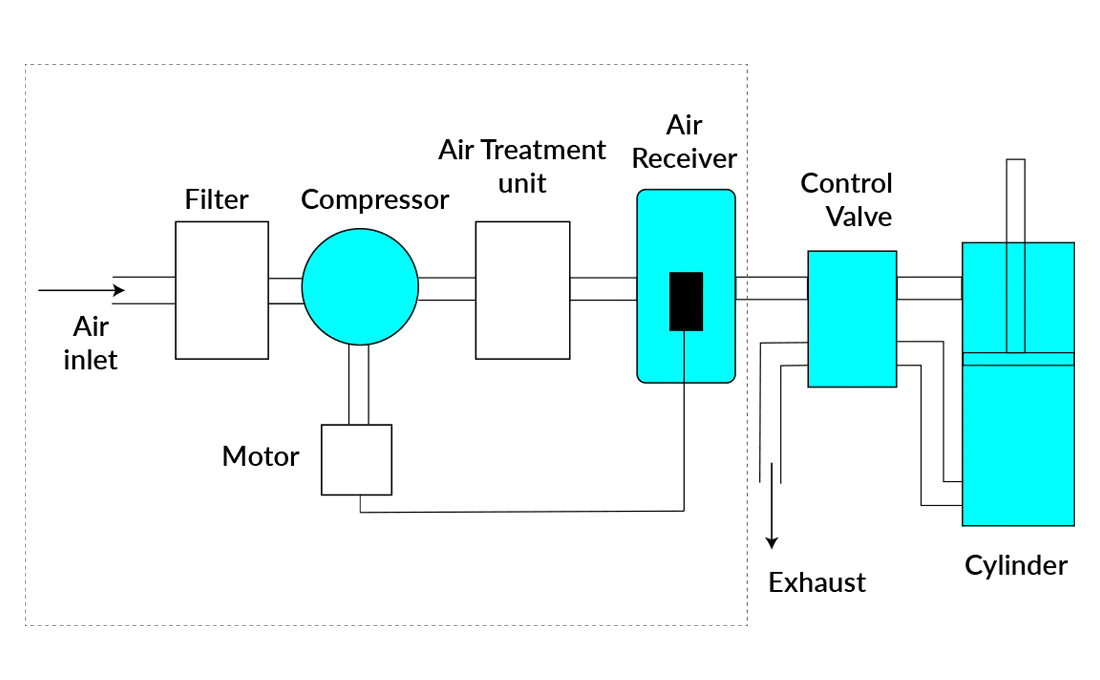 Air
Receiver
Air Treatment
unit
Control
Valve
Filter
Compressor
Air
inlet
Motor
Cylinder
Exhaust